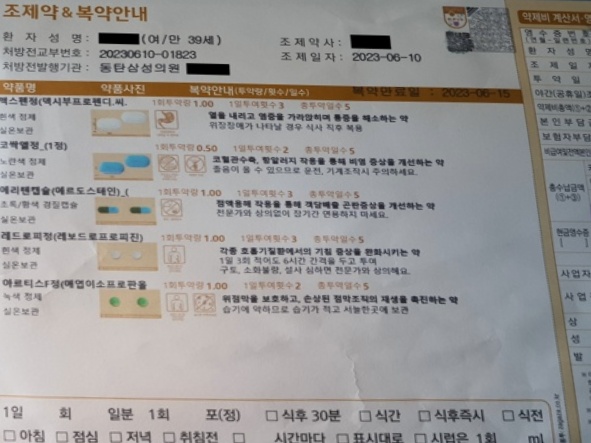 조제약&복약안내
환 자 성 명: (여/만 39세)
조 제 약 사:
처방전교부번호: 20230610-01823
조 제 일 자: 2023-06-10
처방전발행기관: 동탄삼성의원
약품명 약품사진 복약안내(투약량/횟수/일수) 복약만료일 : 2023-06-15
맥스펜정(덱시부프로펜디.씨.
1회투약량 1.00 1일투여횟수 3 총투약일수 5
흰색 정제
열을 내리고 염증을 가라앉히며 통증을 해소하는 약
실온보관
위장장애가 나타날 경우 식사 직후 복용
코싹엘정_(1정)
1회투약량 0.50 1일투여횟수 2 총투약일수 5
노란색 정제
코혈관수축, 항알러지 작용을 통해 비염 증상을 개선하는 약
실온보관
졸음이 올 수 있으므로 운전, 기계조작시 주의하세요.
메리텐캡슐(에르도스테인)_(
1회투약량 1.00 1일투여횟수 3 총투약일수 5
초록/황색 경질캡슐
점액용해 작용을 통해 객담배출 곤란증상을 개선하는 약
실온보관
전문가와 상의없이 장기간 연용하지 마세요.
레드로피정(레보드로프로피진)
1회투약량 1.00 1일투여횟수 3 총투약일수 5
흰색 정제
각종 호흡기질환에서의 기침 증상을 완화시키는 약
실온보관
1일 3회 적어도 6시간 간격을 두고 투여
구토, 소화불량, 설사 심하면 전문가와 상의해요.
아르티스F정(애엽이소프로판올
1회투약량 1.00 1일투여횟수 2 총투약일수 5
녹색 정제
위점막을 보호하고, 손상된 점막조직의 재생을 촉진하는 약
실온보관
습기에 약하므로 습기가 적고 서늘한곳에 보관
1일 회 일분 1회 포(정) □식후 30분 □식간 □식후즉시 □식전
□아침 □점심 □저녁 □취침전 □ 시간마다 □표시대로 □시럽은 1회 ml
약제비 계산서·영
영수증번호
(연월-일련번호)
환 자 성 명
조 제 일 자
투 약 일
야간(공휴일)조
약제비총액(①+②
본인부담금
보험자부담
총수납금액
(①+③)
현금영수증
사업자
사 업
상
성
발